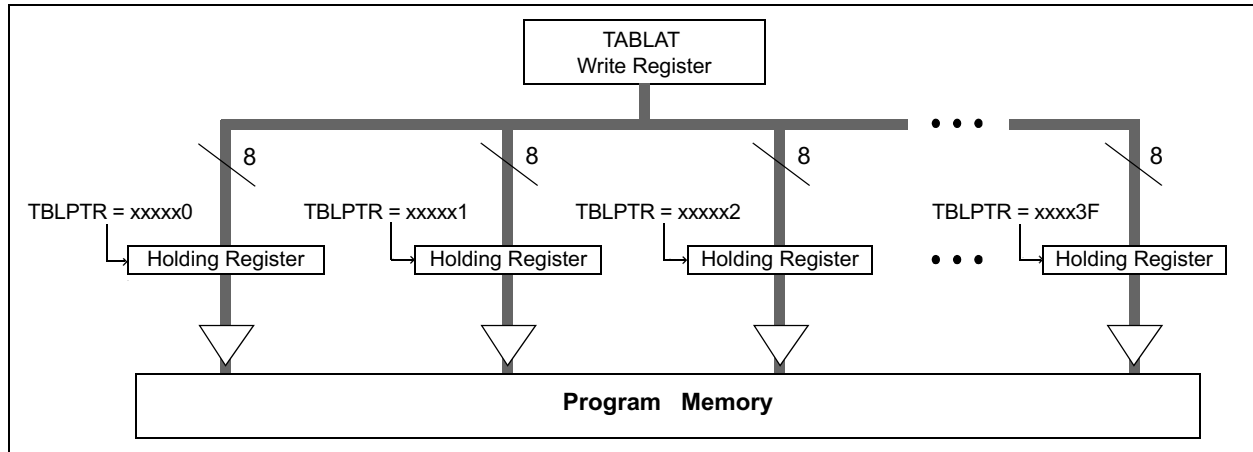 TABLAT
Write Register
8
8
8
8
TBLPTR = xxxxx0
TBLPTR = xxxxx1
TBLPTR = xxxxx2
TBLPTR = xxxx3F
Holding Register
Holding Register
Holding Register
Holding Register
Program Memory